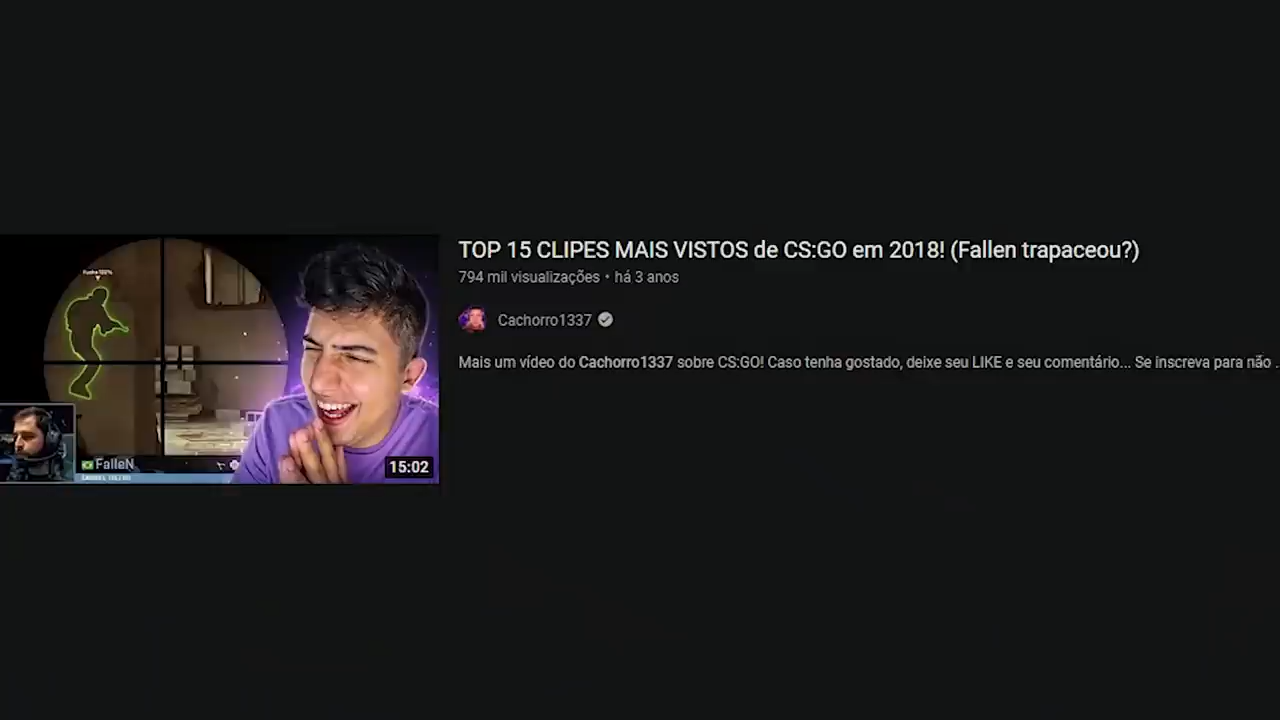 TOP 15 CLIPES MAIS VISTOS de CS:GO em 2018! (Fallen trapaceou?)
794 mil visualizações • há 3 anos
Cachorro1337
Mais um vídeo do Cachorro1337 sobre CS:GO! Caso tenha gostado, deixe seu LIKE e seu comentário... Se inscreva para não .
FalleN
15:02